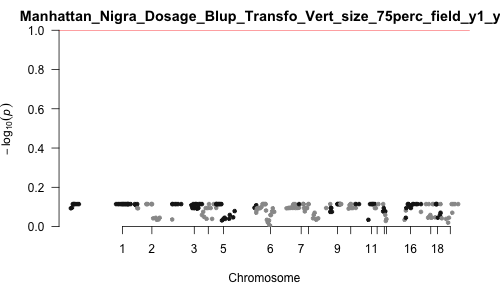 Manhattan_Nigra_Dosage_Blup_Transfo_Vert_size_75perc_field_y1_y
1.0
0.8
0.6
0.4
0.2
0.0
− log10(p)
1 2 3 5 6 7 9 11 16 18
Chromosome